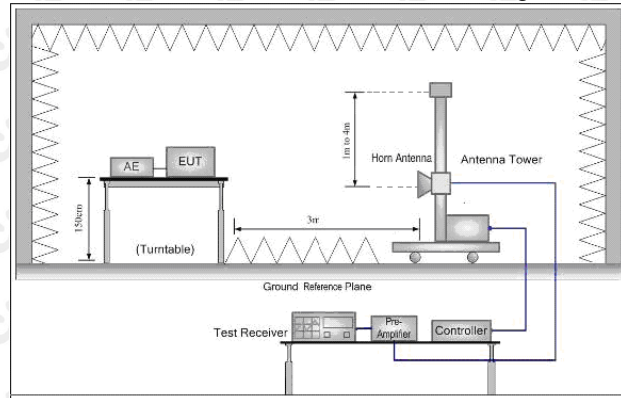 1m to 4m
Horn Antenna
Antenna Tower
AE
EUT
150cm
(Turntable)
3m
Ground Reference Plane
Test Receiver
Pre-
Amplifier
Controller